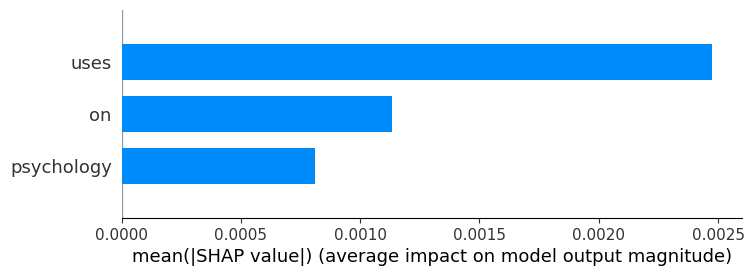 uses
on
psychology
0.0000 0.0005 0.0010 0.0015 0.0020 0.0025
mean(|SHAP value|) (average impact on model output magnitude)